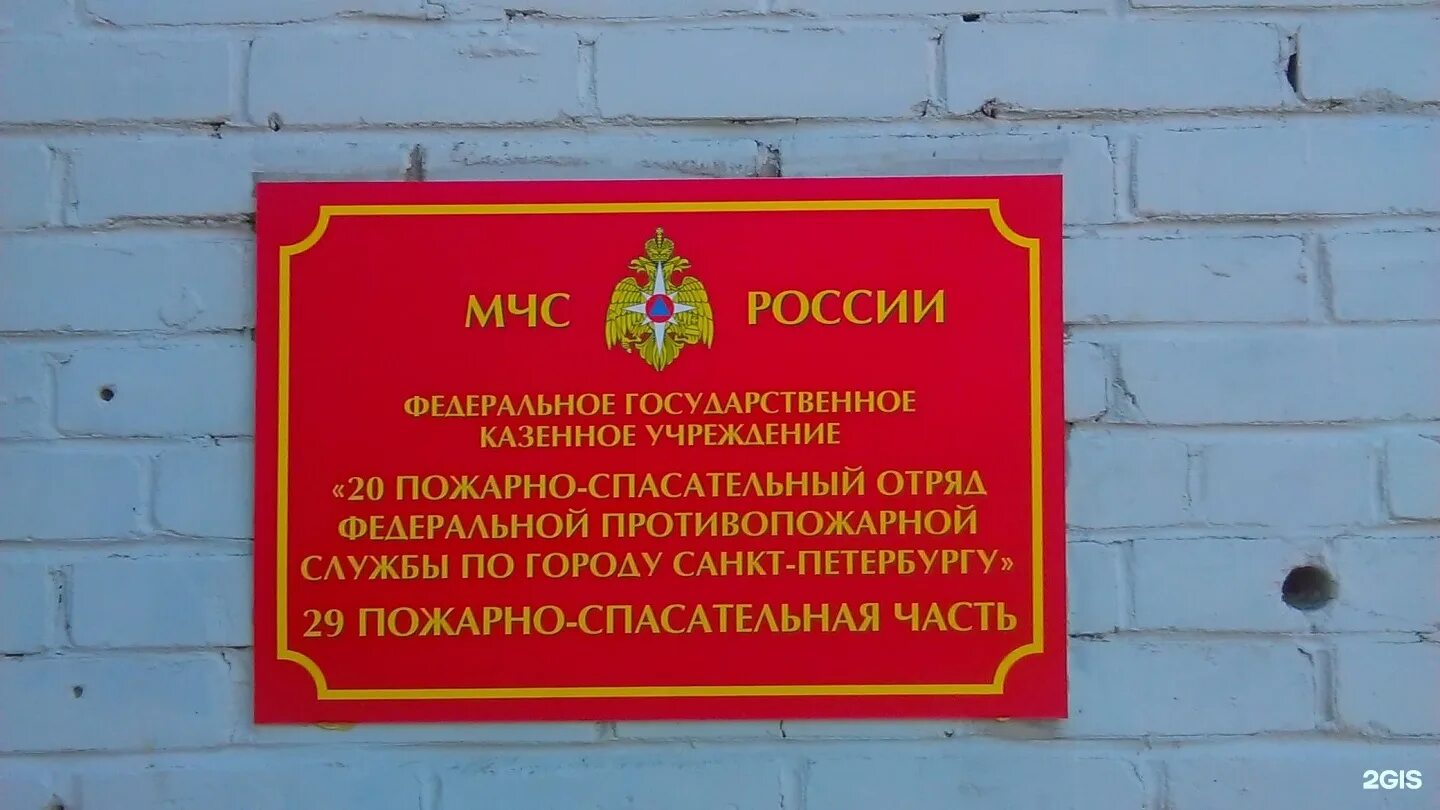 МЧС РОССИИ
ФЕДЕРАЛЬНОЕ ГОСУДАРСТВЕННОЕ
КАЗЕННОЕ УЧРЕЖДЕНИЕ
«20 ПОЖАРНО-СПАСАТЕЛЬНЫЙ ОТРЯД
ФЕДЕРАЛЬНОЙ ПРОТИВОПОЖАРНОЙ
СЛУЖБЫ ПО ГОРОДУ САНКТ-ПЕТЕРБУРГУ»
29 ПОЖАРНО-СПАСАТЕЛЬНАЯ ЧАСТЬ
2GIS